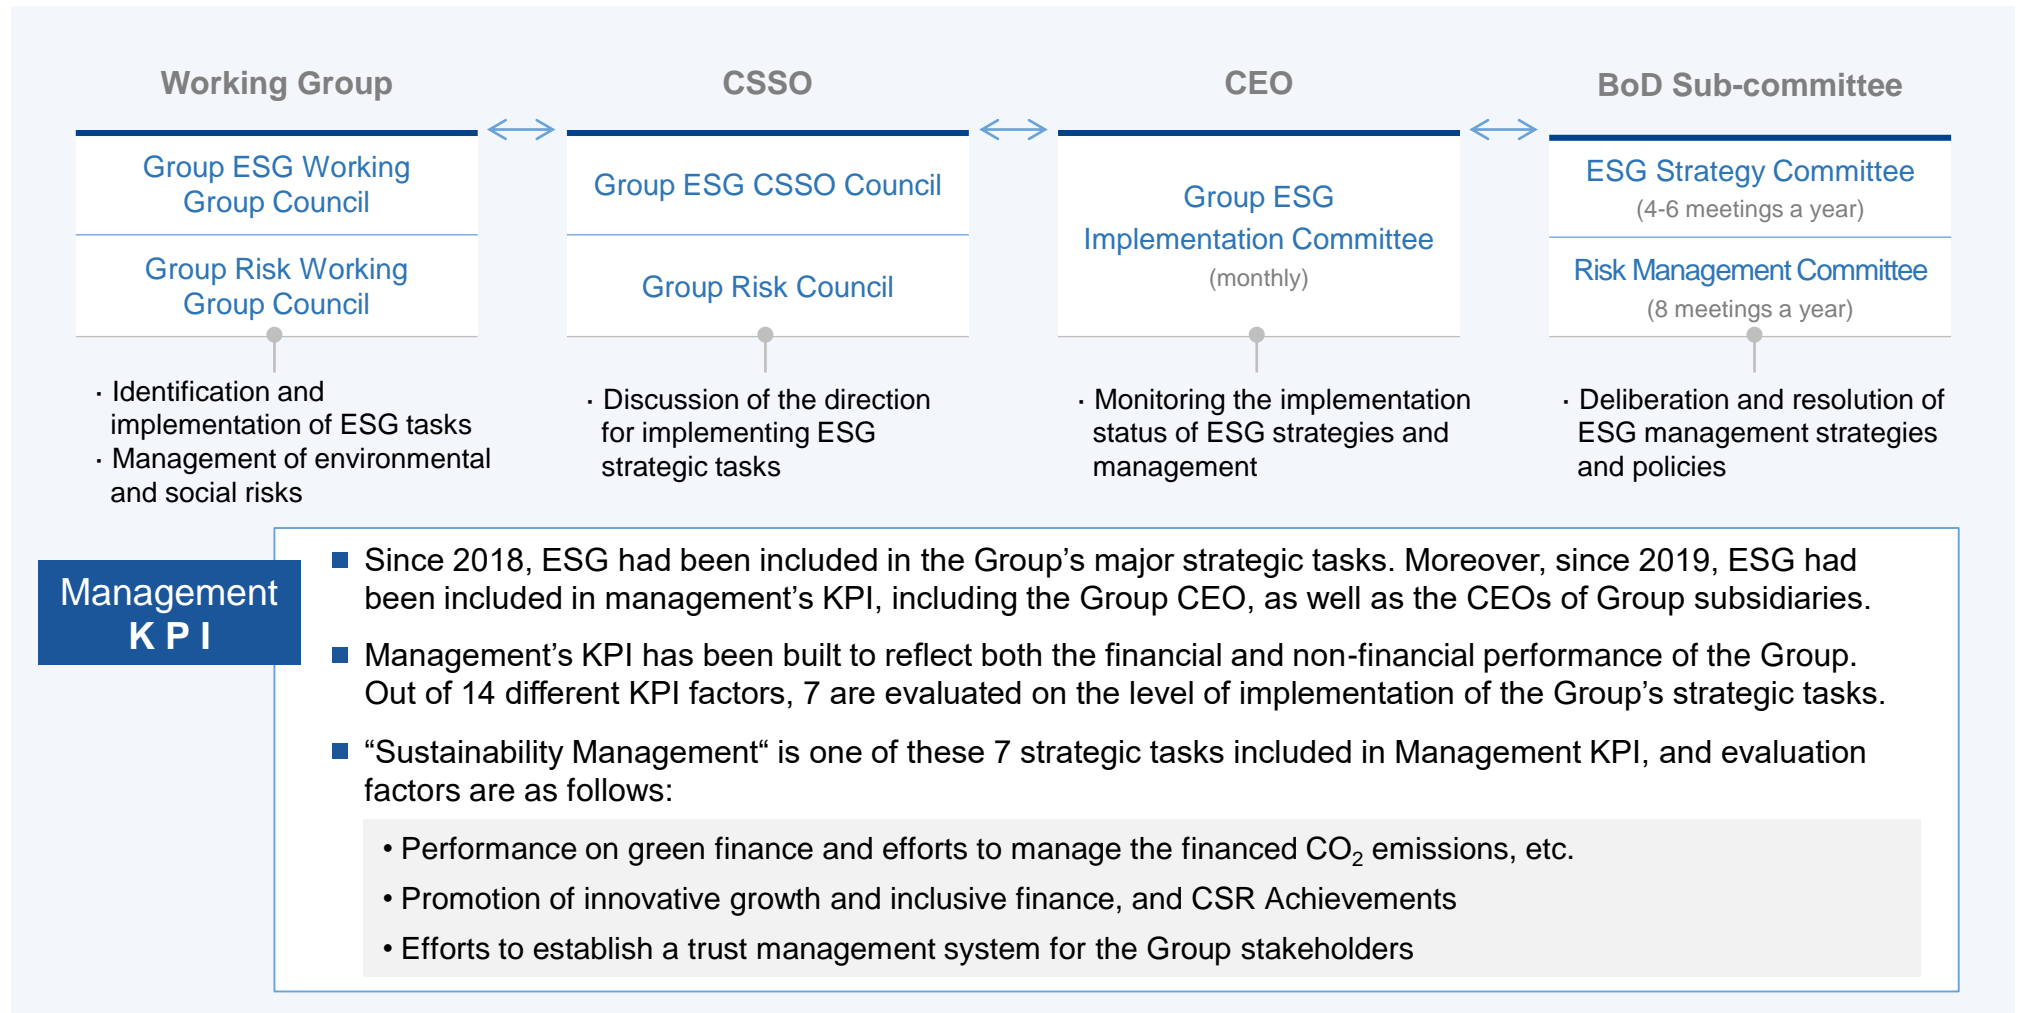 Working Group
CSSO
CEO
BoD Sub-committee
Group ESG Working
Group Council
Group Risk Working
Group Council
Group ESG CSSO Council
Group Risk Council
Group ESG
Implementation Committee
(monthly)
ESG Strategy Committee
(4-6 meetings a year)
Risk Management Committee
(8 meetings a year)
· Identification and
implementation of ESG tasks
· Management of environmental
and social risks
· Discussion of the direction
for implementing ESG
strategic tasks
· Monitoring the implementation
status of ESG strategies and
management
· Deliberation and resolution of
ESG management strategies
and policies
Management
K P I
■ Since 2018, ESG had been included in the Group’s major strategic tasks. Moreover, since 2019, ESG had
been included in management’s KPI, including the Group CEO, as well as the CEOs of Group subsidiaries.
■ Management’s KPI has been built to reflect both the financial and non-financial performance of the Group.
Out of 14 different KPI factors, 7 are evaluated on the level of implementation of the Group’s strategic tasks.
■ “Sustainability Management“ is one of these 7 strategic tasks included in Management KPI, and evaluation
factors are as follows:
• Performance on green finance and efforts to manage the financed CO₂ emissions, etc.
• Promotion of innovative growth and inclusive finance, and CSR Achievements
• Efforts to establish a trust management system for the Group stakeholders